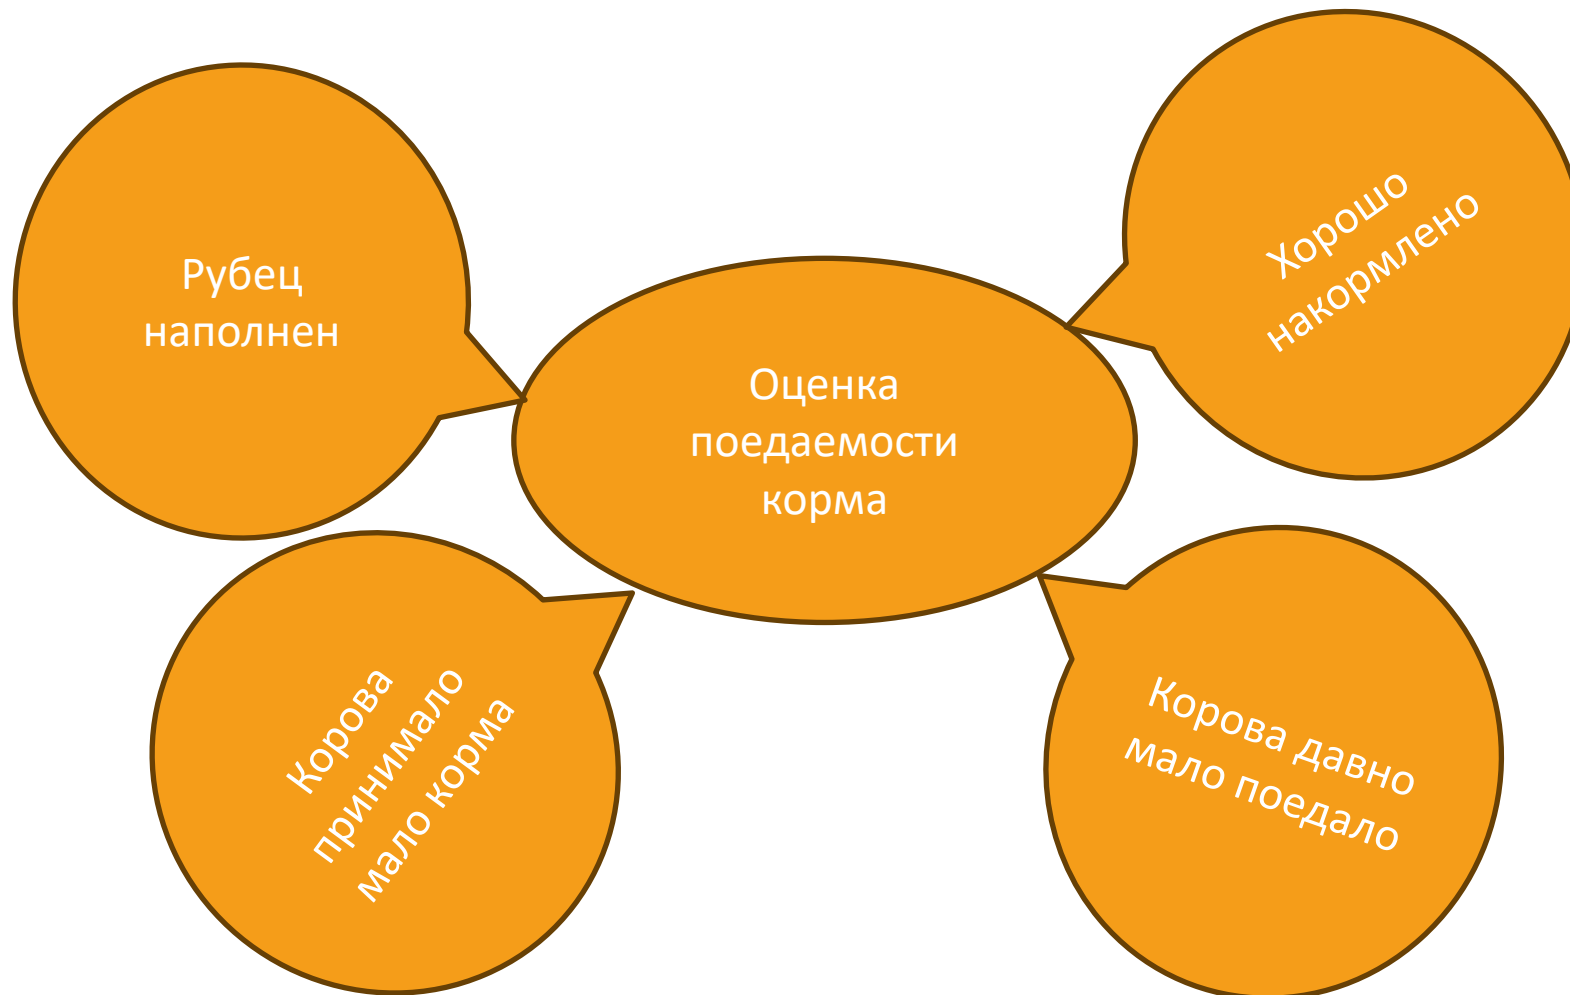 Рубец
наполнен
Хорошо
накормлено
Оценка
поедаемости
корма
Корова
принимало
мало корма
Корова давно
мало поедало